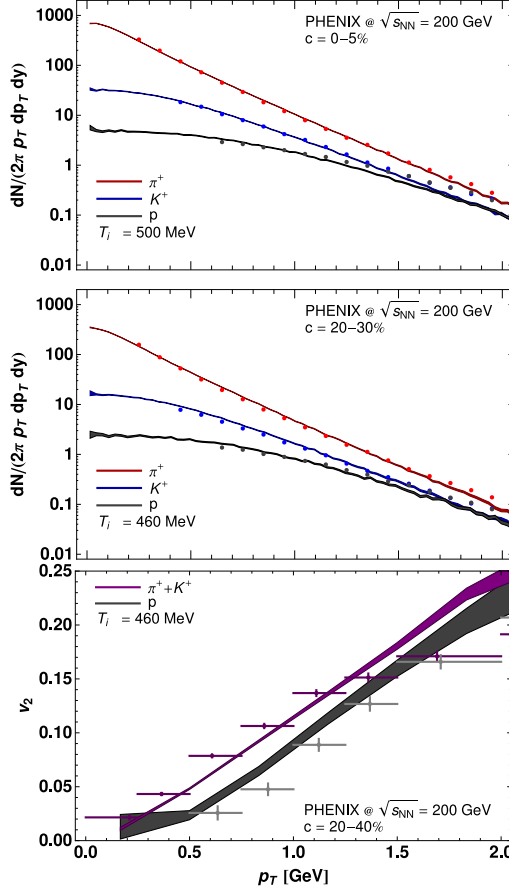 PHENIX @ √s_NN = 200 GeV
c = 0–5%
dN/(2π p_T dp_T dy)
1000
100
10
1
0.1
0.01
π⁺
K⁺
p
T_i = 500 MeV
PHENIX @ √s_NN = 200 GeV
c = 20–30%
dN/(2π p_T dp_T dy)
1000
100
10
1
0.1
0.01
π⁺
K⁺
p
T_i = 460 MeV
0.25
0.20
0.15
0.10
0.05
0.00
v₂
π⁺+K⁺
p
T_i = 460 MeV
PHENIX @ √s_NN = 200 GeV
c = 20–40%
0.0 0.5 1.0 1.5 2.0
p_T [GeV]